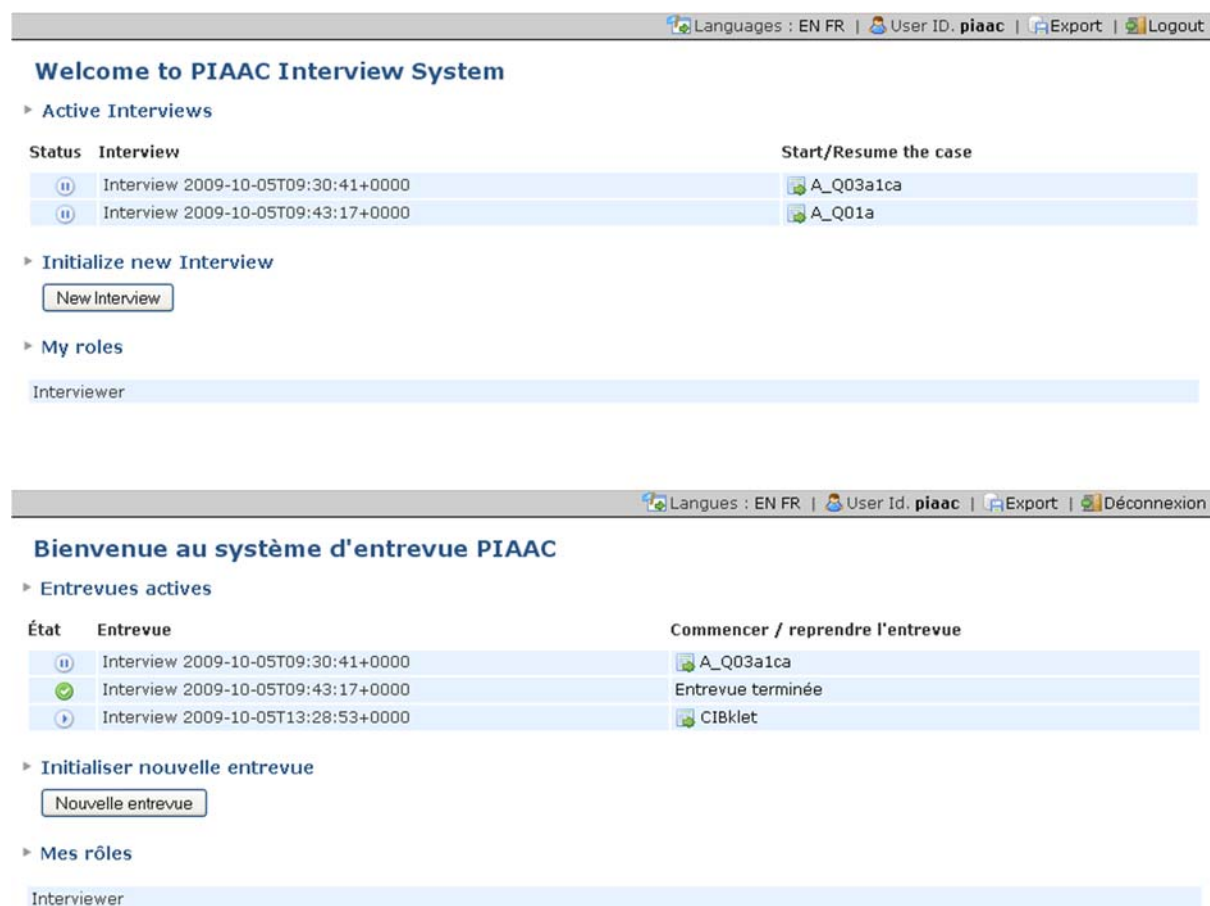 Languages : EN FR | User ID. piaac | Export | Logout
Welcome to PIAAC Interview System
Active Interviews
Status Interview Start/Resume the case
Interview 2009-10-05T09:30:41+0000 A_Q03a1ca
Interview 2009-10-05T09:43:17+0000 A_Q01a
Initialize new Interview
New Interview
My roles
Interviewer
Langues : EN FR | User Id. piaac | Export | Déconnexion
Bienvenue au système d'entrevue PIAAC
Entrevues actives
État Entrevue Commencer / reprendre l'entrevue
Interview 2009-10-05T09:30:41+0000 A_Q03a1ca
Interview 2009-10-05T09:43:17+0000 Entrevue terminée
Interview 2009-10-05T13:28:53+0000 CIBklet
Initialiser nouvelle entrevue
Nouvelle entrevue
Mes rôles
Interviewer